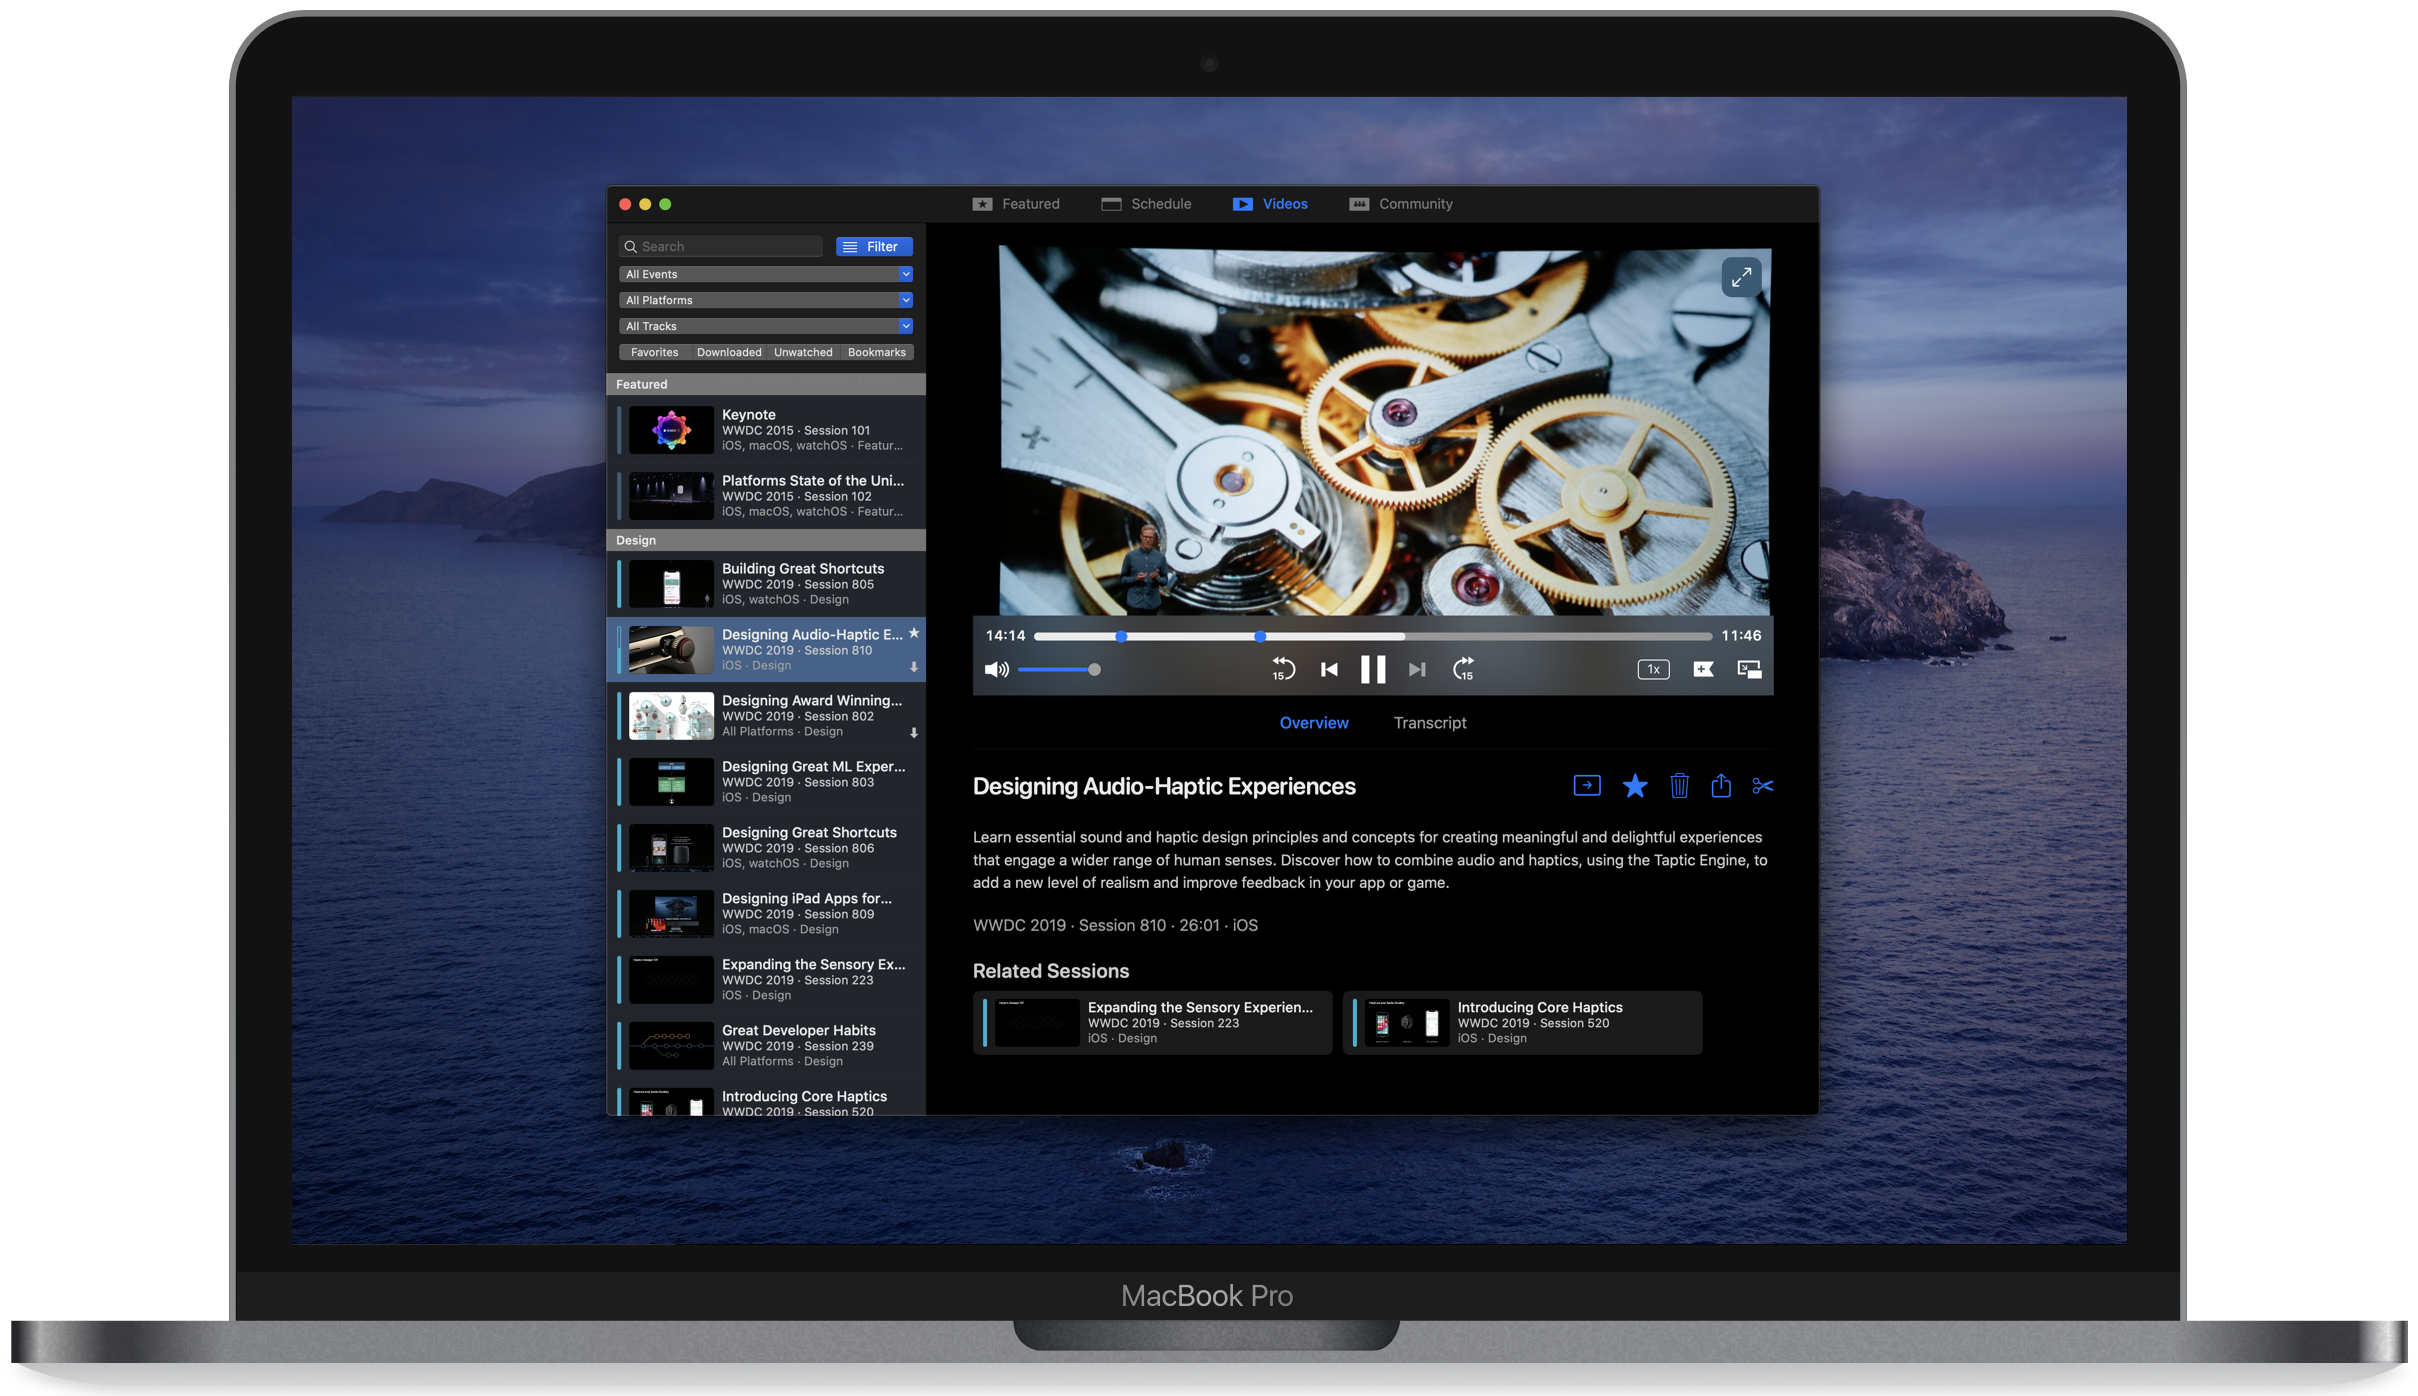 Featured
Schedule
Videos
Community
Search
Filter
All Events
All Platforms
All Tracks
Favorites
Downloaded
Unwatched
Bookmarks
Featured
Keynote
WWDC 2015 · Session 101
iOS, macOS, watchOS · Featur...
Platforms State of the Uni...
WWDC 2015 · Session 102
iOS, macOS, watchOS · Featur...
Design
Building Great Shortcuts
WWDC 2019 · Session 805
iOS, watchOS · Design
Designing Audio-Haptic E...
WWDC 2019 · Session 810
iOS · Design
Designing Award Winning...
WWDC 2019 · Session 802
All Platforms · Design
Designing Great ML Exper...
WWDC 2019 · Session 803
iOS · Design
Designing Great Shortcuts
WWDC 2019 · Session 806
iOS, watchOS · Design
Designing iPad Apps for...
WWDC 2019 · Session 809
iOS, macOS · Design
Expanding the Sensory Ex...
WWDC 2019 · Session 223
iOS · Design
Great Developer Habits
WWDC 2019 · Session 239
All Platforms · Design
Introducing Core Haptics
WWDC 2019 · Session 520
14:14
11:46
15
15
1x
Overview
Transcript
Designing Audio-Haptic Experiences
Learn essential sound and haptic design principles and concepts for creating meaningful and delightful experiences
that engage a wider range of human senses. Discover how to combine audio and haptics, using the Taptic Engine, to
add a new level of realism and improve feedback in your app or game.
WWDC 2019 · Session 810 · 26:01 · iOS
Related Sessions
Expanding the Sensory Experien...
WWDC 2019 · Session 223
iOS · Design
Introducing Core Haptics
WWDC 2019 · Session 520
iOS · Design
MacBook Pro